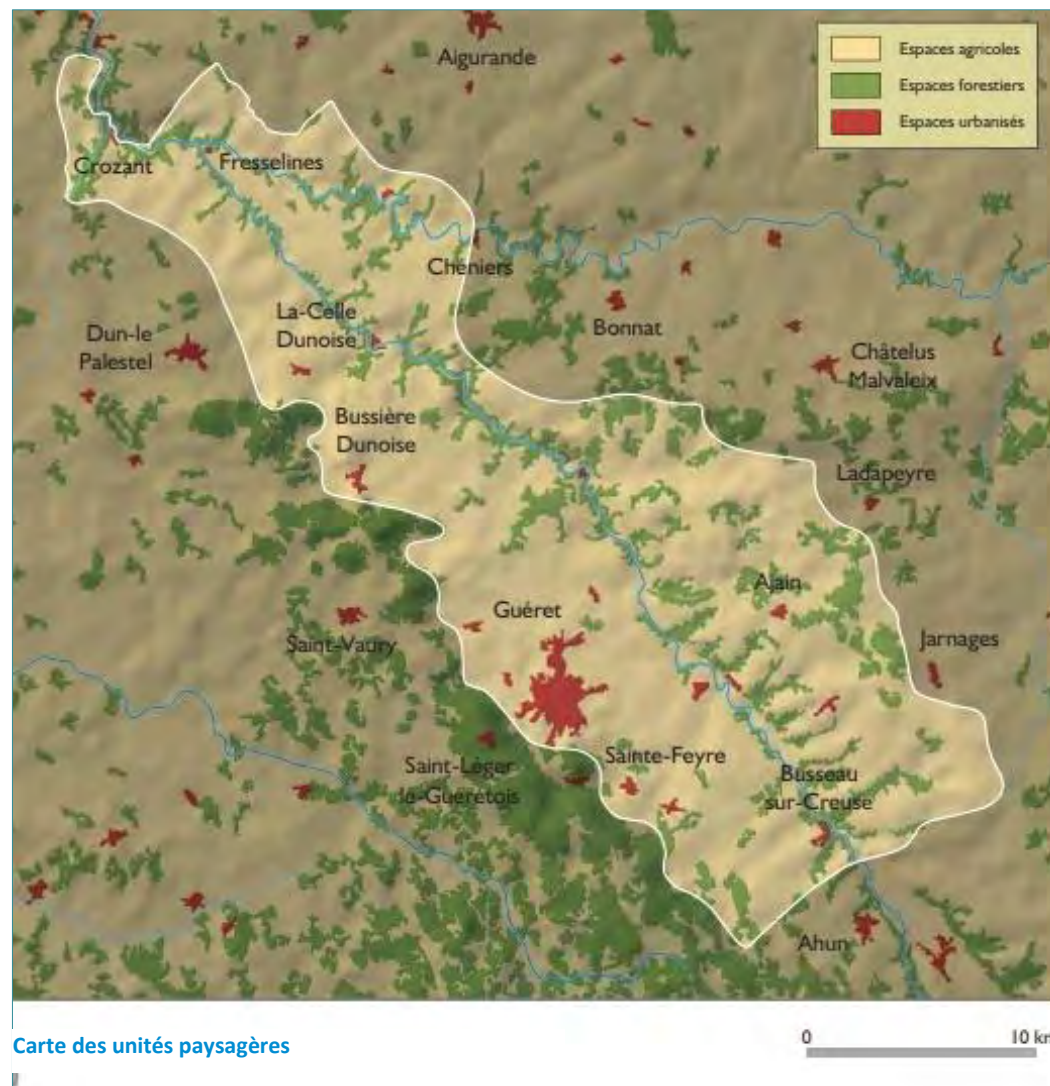 Aigurande
Espaces agricoles
Espaces forestiers
Espaces urbanisés
Crozant
Fresselines
Chéniers
La-Celle
Dunoise
Bonnat
Dun-le
Palestel
Châtelus
Malvaleix
Bussière
Dunoise
Ladapeyre
Ajain
Guéret
Saint-Vaury
Jarnages
Saint-Léger
le-Guérétois
Sainte-Feyre
Busseau
sur-Creuse
Ahun
Carte des unités paysagères
0
10 km